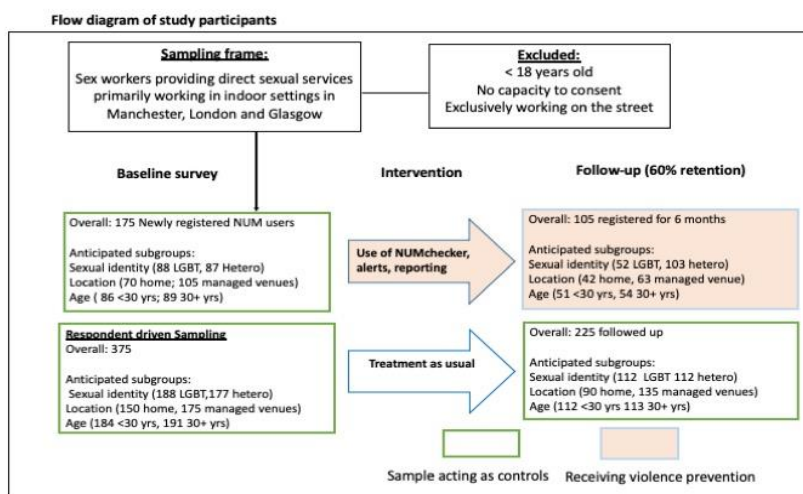 Flow diagram of study participants
Sampling frame:
Sex workers providing direct sexual services
primarily working in indoor settings in
Manchester, London and Glasgow
Excluded:
< 18 years old
No capacity to consent
Exclusively working on the street
Baseline survey
Intervention
Follow-up (60% retention)
Overall: 175 Newly registered NUM users
Anticipated subgroups:
Sexual identity (88 LGBT, 87 Hetero)
Location (70 home; 105 managed venues)
Age ( 86 <30 yrs; 89 30+ yrs)
Use of NUMchecker,
alerts, reporting
Overall: 105 registered for 6 months
Anticipated subgroups:
Sexual identity (52 LGBT, 103 hetero)
Location (42 home, 63 managed venue)
Age (51 <30 yrs, 54 30+ yrs)
Respondent driven Sampling
Overall: 375
Anticipated subgroups:
Sexual identity (188 LGBT,177 hetero)
Location (150 home, 175 managed venues)
Age (184 <30 yrs, 191 30+ yrs)
Treatment as usual
Overall: 225 followed up
Anticipated subgroups:
Sexual identity (112 LGBT 112 hetero)
Location (90 home, 135 managed venues)
Age (112 <30 yrs 113 30+ yrs)
Sample acting as controls
Receiving violence prevention